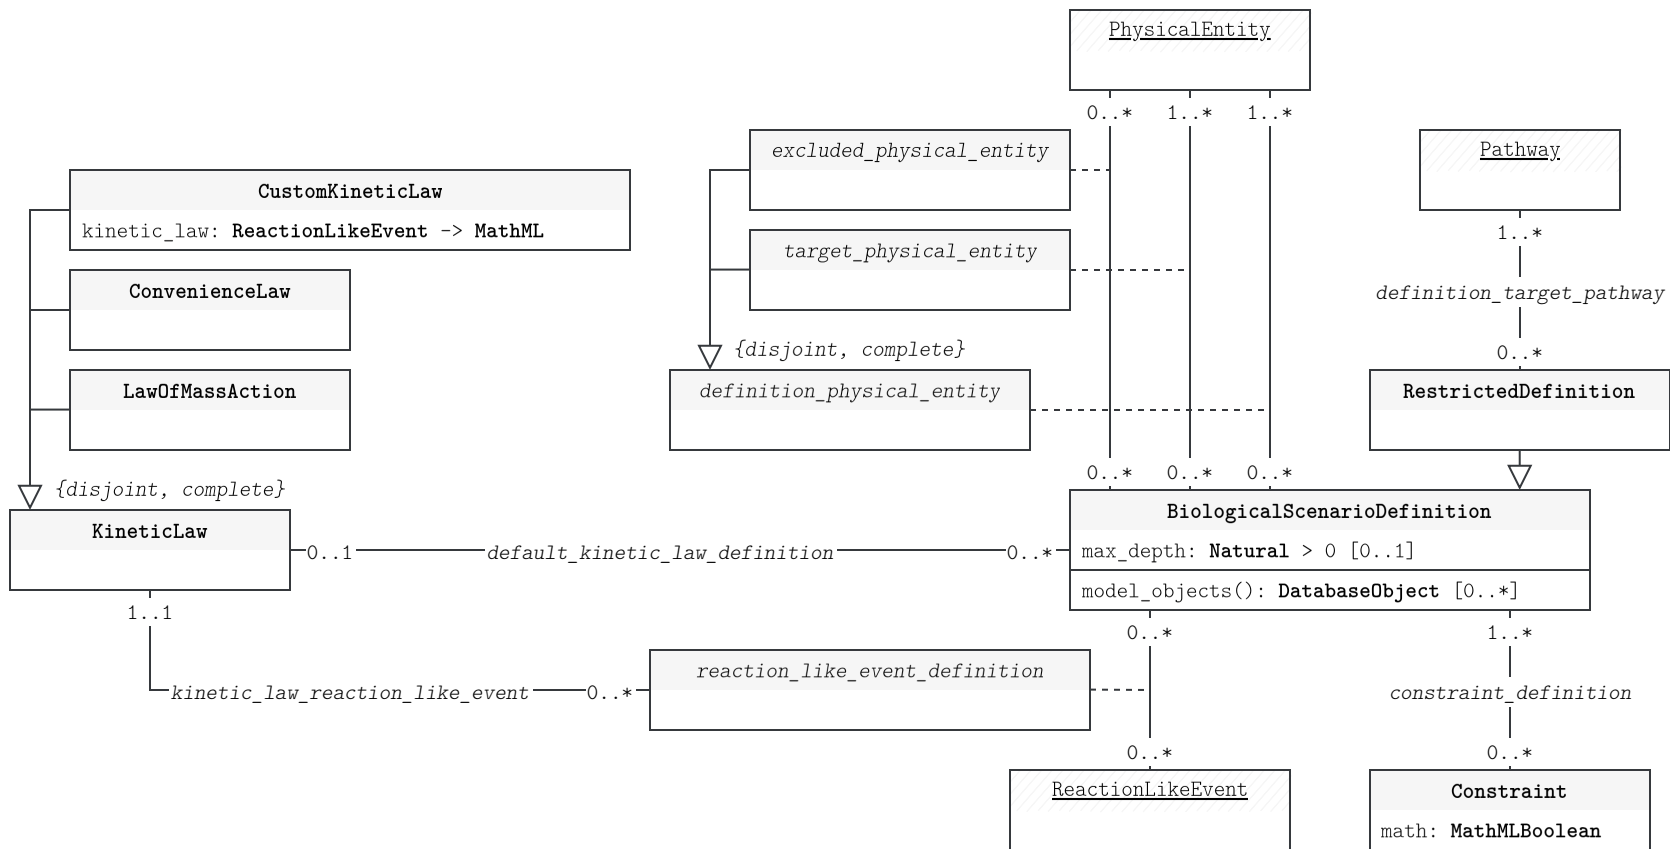 PhysicalEntity
0..* 1..* 1..*
excluded_physical_entity
Pathway
CustomKineticLaw
kinetic_law: ReactionLikeEvent -> MathML
1..*
target_physical_entity
ConvenienceLaw
definition_target_pathway
{disjoint, complete}
0..*
LawOfMassAction
definition_physical_entity
RestrictedDefinition
0..* 0..* 0..*
{disjoint, complete}
BiologicalScenarioDefinition
KineticLaw
0..1 default_kinetic_law_definition 0..*
max_depth: Natural > 0 [0..1]
model_objects(): DatabaseObject [0..*]
1..1
0..* 1..*
reaction_like_event_definition
kinetic_law_reaction_like_event 0..*
constraint_definition
0..* 0..*
ReactionLikeEvent
Constraint
math: MathMLBoolean